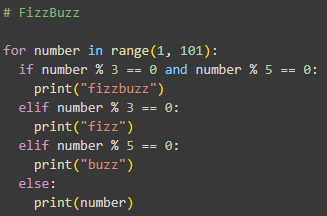 # FizzBuzz
for number in range(1, 101):
  if number % 3 == 0 and number % 5 == 0:
    print("fizzbuzz")
  elif number % 3 == 0:
    print("fizz")
  elif number % 5 == 0:
    print("buzz")
  else:
    print(number)